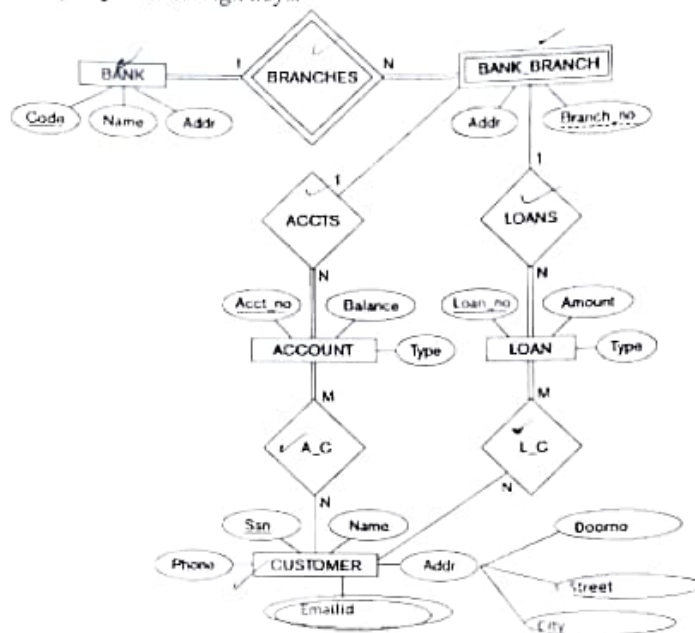 1 N
BANK BRANCHES BANK_BRANCH
Code Name Addr Addr Branch_no
1 1
ACCTS LOANS
N N
Acct_no Balance Loan_no Amount
ACCOUNT Type LOAN Type
M M
A_C L_C
N N
Ssn Name Doorno
Phone CUSTOMER Addr
Street
Emailid
City